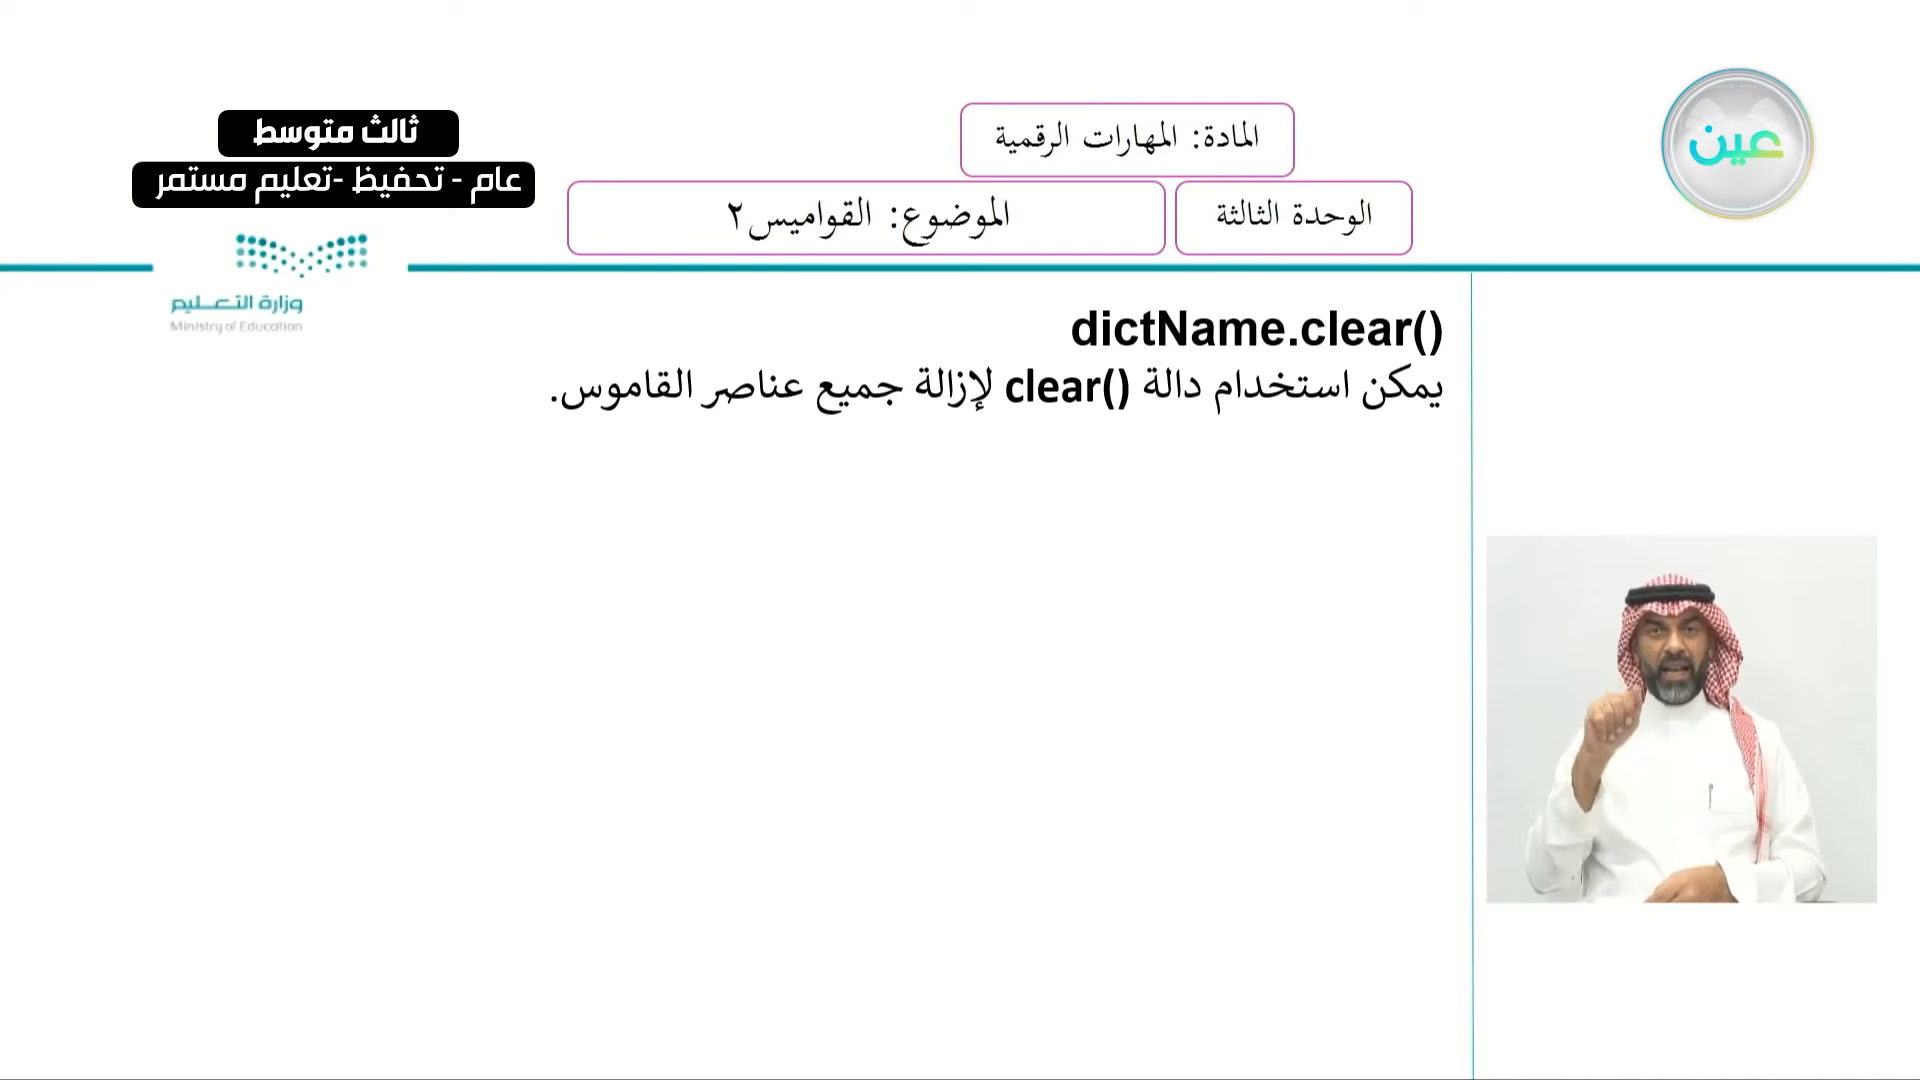 عين
المادة: المهارات الرقمية
ثالث متوسط
عام - تحفيظ -تعليم مستمر
الوحدة الثالثة
الموضوع: القواميس٢
وزارة التعليم
Ministry of Education
dictName.clear()
يمكن استخدام دالة clear() لإزالة جميع عناصر القاموس.